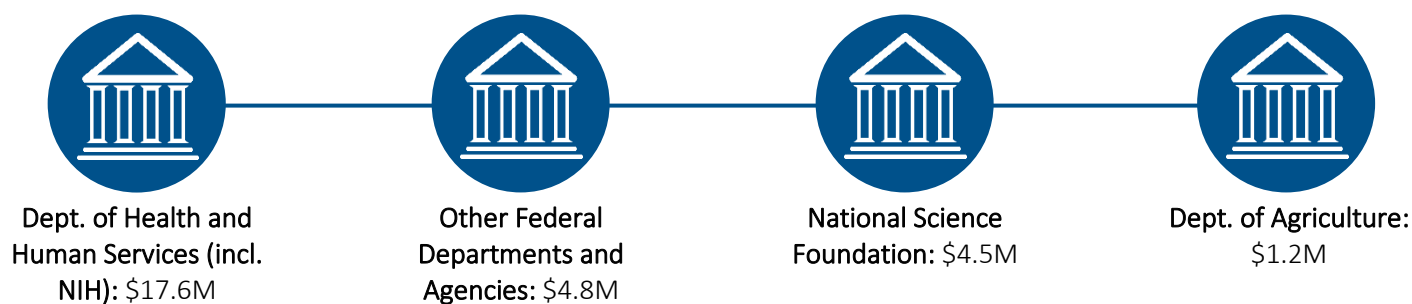 Dept. of Health and
Human Services (incl.
NIH): $17.6M
Other Federal
Departments and
Agencies: $4.8M
National Science
Foundation: $4.5M
Dept. of Agriculture:
$1.2M